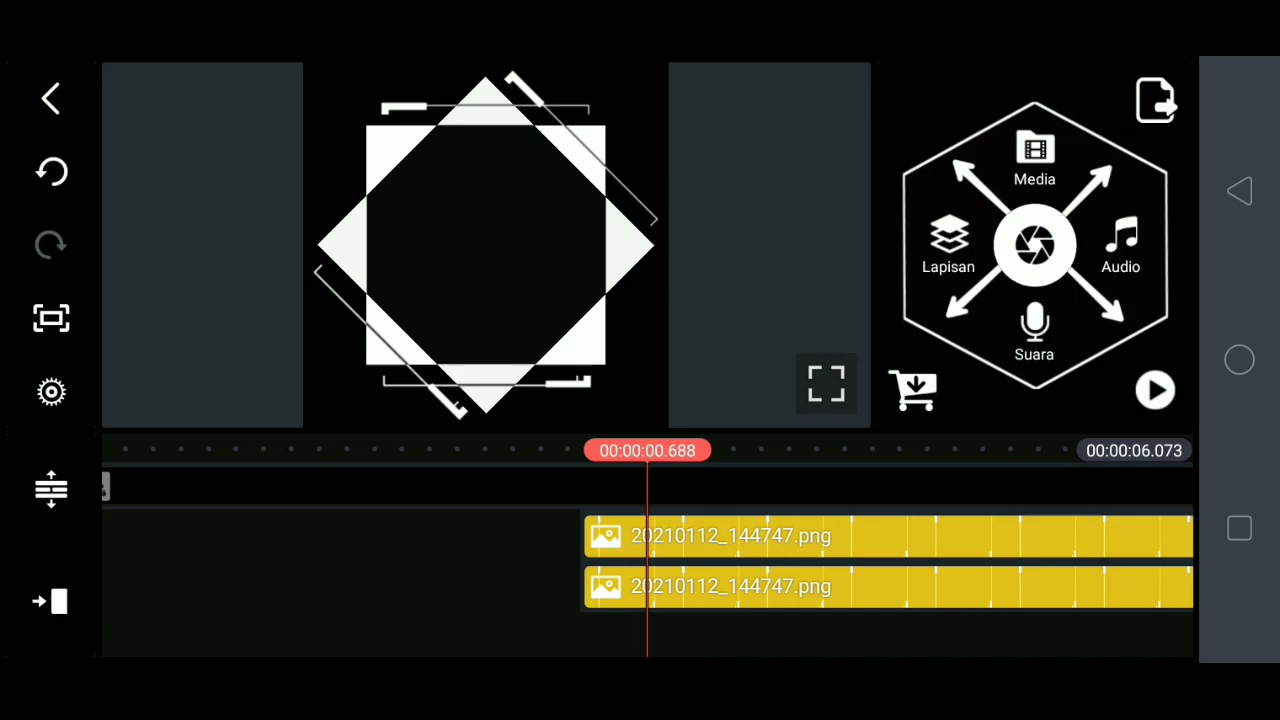 Media
Lapisan
Audio
Suara
00:00:00.688
00:00:06.073
20210112_144747.png
20210112_144747.png